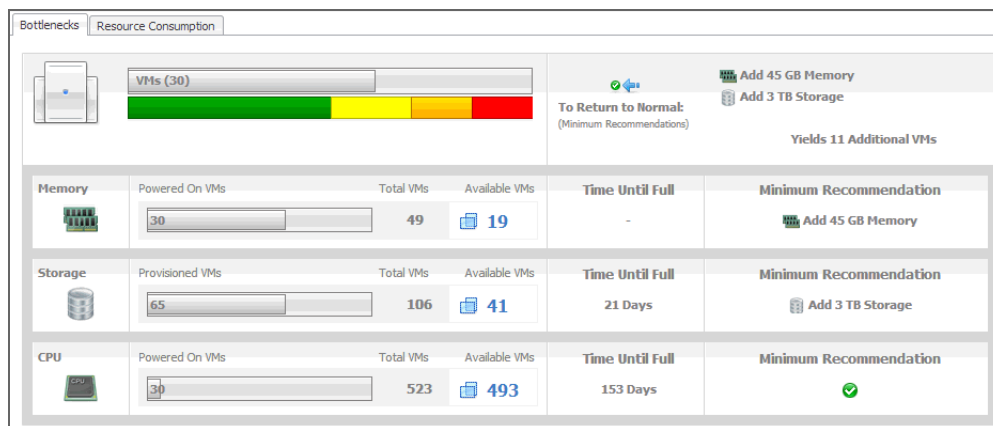 Bottlenecks Resource Consumption
VMs (30)
To Return to Normal:
(Minimum Recommendations)
Add 45 GB Memory
Add 3 TB Storage
Yields 11 Additional VMs
Memory Powered On VMs Total VMs Available VMs Time Until Full Minimum Recommendation
30 49 19 - Add 45 GB Memory
Storage Provisioned VMs Total VMs Available VMs Time Until Full Minimum Recommendation
65 106 41 21 Days Add 3 TB Storage
CPU Powered On VMs Total VMs Available VMs Time Until Full Minimum Recommendation
CPU 30 523 493 153 Days